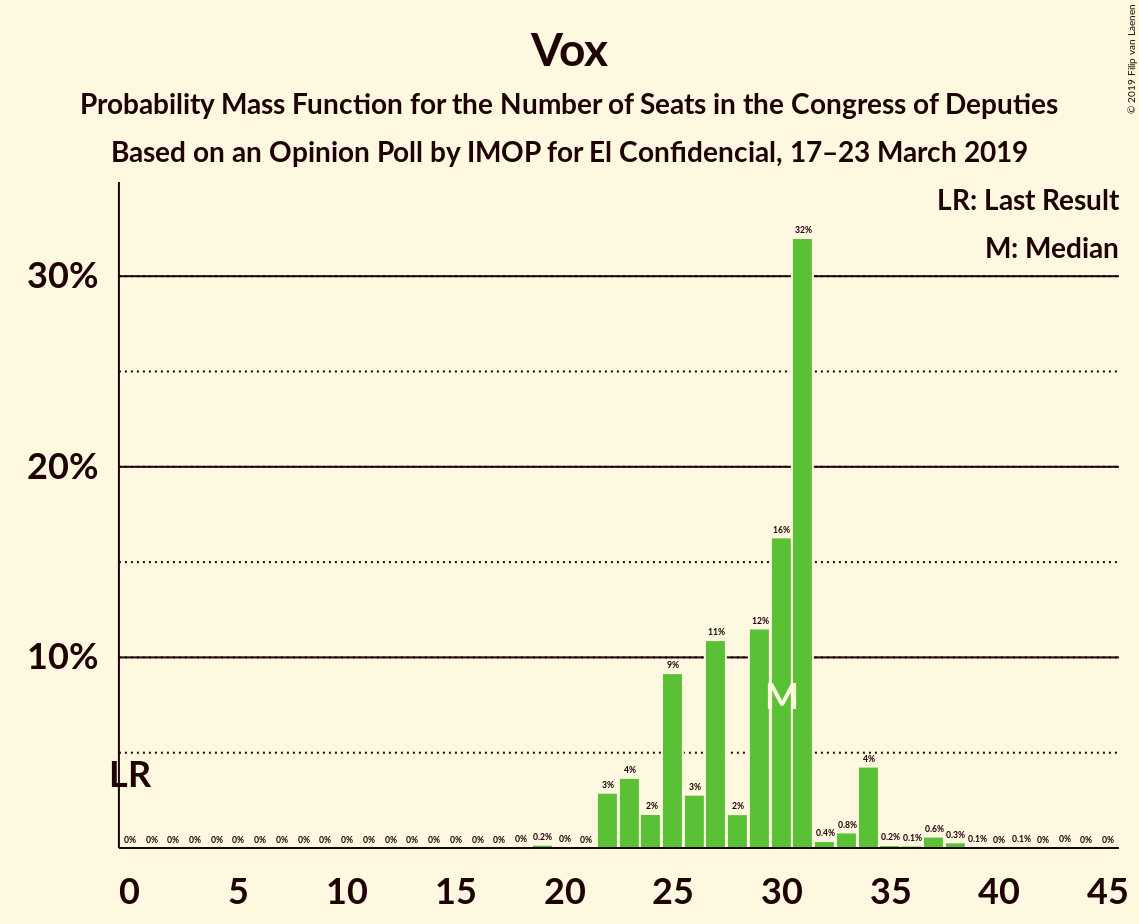 Vox
Probability Mass Function for the Number of Seats in the Congress of Deputies
Based on an Opinion Poll by IMOP for El Confidencial, 17–23 March 2019
© 2019 Filip van Laenen
LR: Last Result
M: Median
30%
20%
10%
LR
M
0% 0% 0% 0% 0% 0% 0% 0% 0% 0% 0% 0% 0% 0% 0% 0% 0% 0% 0% 0.2% 0% 0% 3% 4% 2% 9% 3% 11% 2% 12% 16% 32% 0.4% 0.8% 4% 0.2% 0.1% 0.6% 0.3% 0.1% 0% 0.1% 0% 0% 0% 0%
0 5 10 15 20 25 30 35 40 45